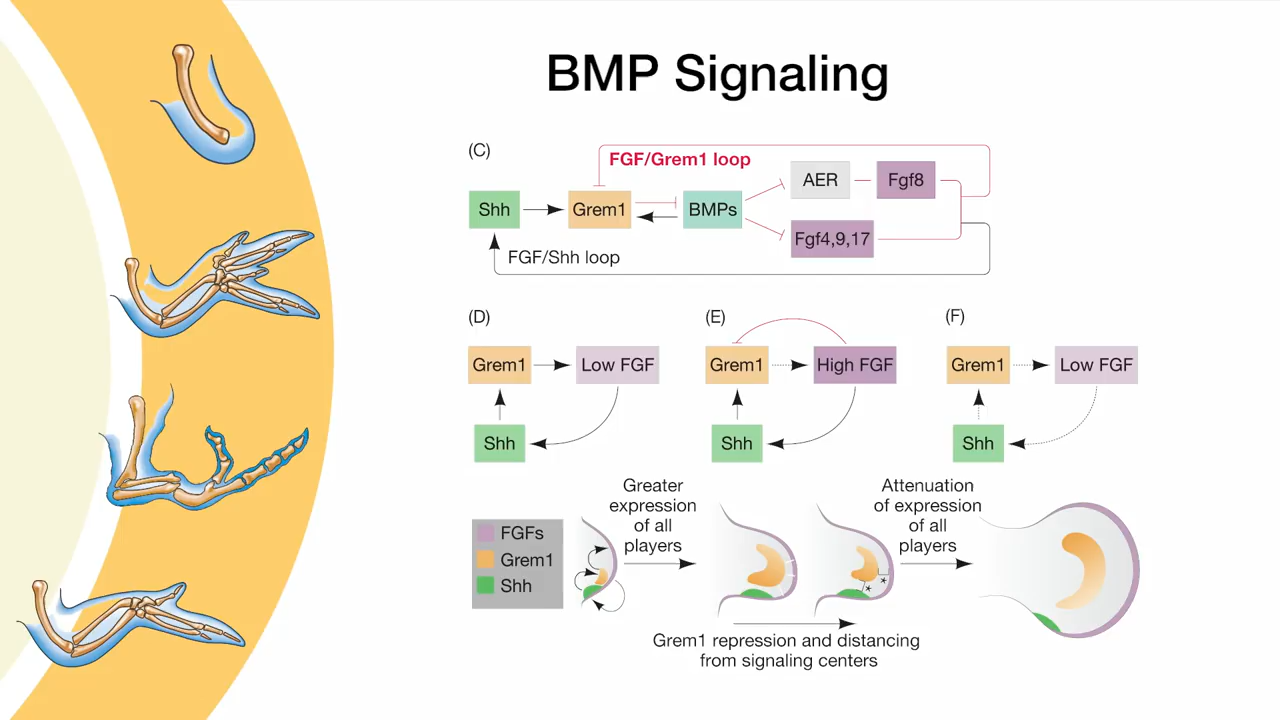 BMP Signaling
(C)
FGF/Grem1 loop
Shh
Grem1
BMPs
AER
Fgf8
Fgf4,9,17
FGF/Shh loop
(D)
Grem1
Low FGF
Shh
(E)
Grem1
High FGF
Shh
(F)
Grem1
Low FGF
Shh
FGFs
Grem1
Shh
Greater
expression
of all
players
Attenuation
of expression
of all
players
*
*
Grem1 repression and distancing
from signaling centers